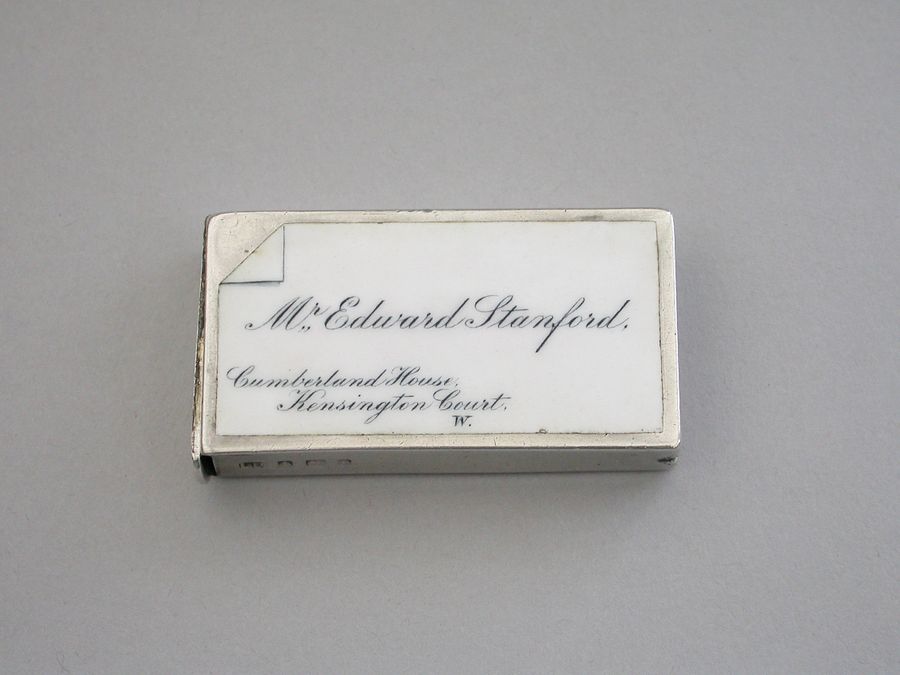 Mr. Edward Stanford.
Cumberland House.
Kensington Court.
W.